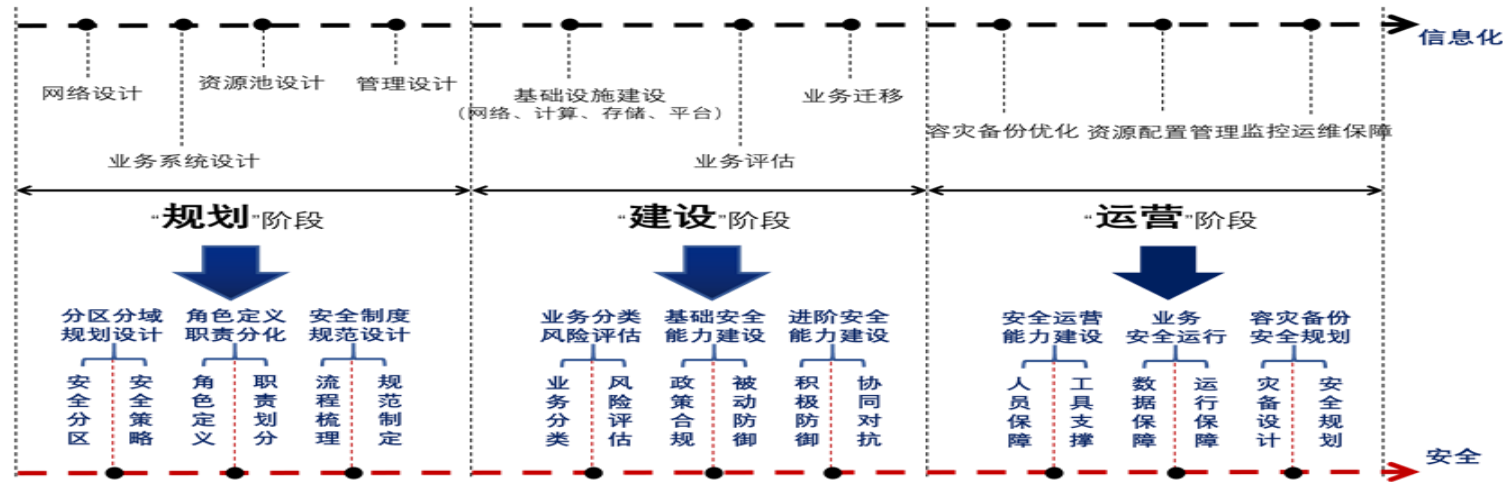 信息化
网络设计
资源池设计
管理设计
业务系统设计
基础设施建设
（网络、计算、存储、平台）
业务评估
业务迁移
容灾备份优化
资源配置管理
监控运维保障
“规划”阶段
“建设”阶段
“运营”阶段
分区分域
规划设计
角色定义
职责分化
安全制度
规范设计
业务分类
风险评估
基础安全
能力建设
进阶安全
能力建设
安全运营
能力建设
业务
安全运行
容灾备份
安全规划
安全分区
安全策略
角色定义
职责划分
流程梳理
规范制定
业务分类
风险评估
政策合规
被动防御
积极防御
协同对抗
人员保障
工具支撑
数据保障
运行保障
灾备设计
安全规划
安全